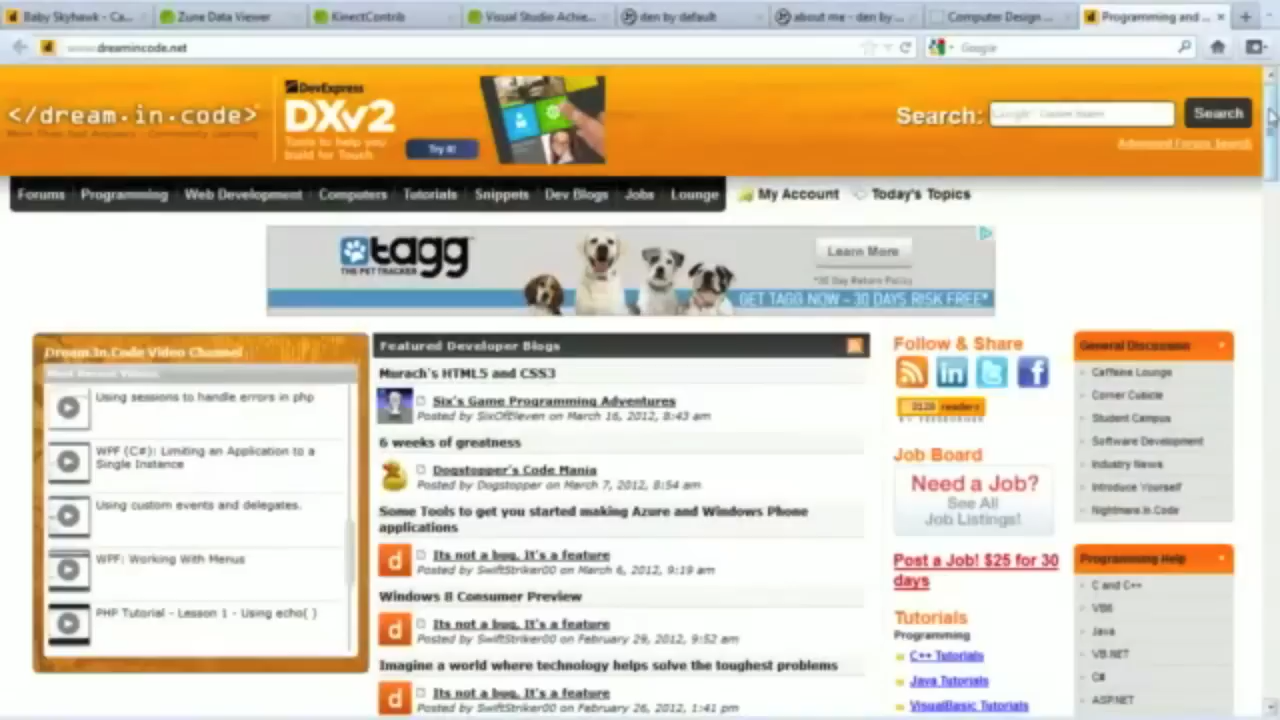 Baby Skyhawk - Ca...
Zune Data Viewer
KinectContrib
Visual Studio Achie...
den by default
about me - den by ...
Computer Design ...
Programming and ...
www.dreamincode.net
Google
</dream.in.code>
DevExpress
DXv2
Tools to help you
build for Touch
Try it!
Search:
Search
Advanced Forum Search
Forums
Programming
Web Development
Computers
Tutorials
Snippets
Dev Blogs
Jobs
Lounge
My Account
Today's Topics
tagg
THE PET TRACKER
Learn More
*30 Day Return Policy
GET TAGG NOW - 30 DAYS RISK FREE*
Dream.In.Code Video Channel
Most Recent Videos
Using sessions to handle errors in php
WPF (C#): Limiting an Application to a
Single Instance
Using custom events and delegates.
WPF: Working With Menus
PHP Tutorial - Lesson 1 - Using echo( )
Featured Developer Blogs
Murach's HTML5 and CSS3
Six's Game Programming Adventures
Posted by SixOfEleven on March 16, 2012, 8:43 am
6 weeks of greatness
Dogstopper's Code Mania
Posted by Dogstopper on March 7, 2012, 8:54 am
Some Tools to get you started making Azure and Windows Phone
applications
d
Its not a bug, It's a feature
Posted by SwiftStriker00 on March 6, 2012, 9:19 am
Windows 8 Consumer Preview
d
Its not a bug, It's a feature
Posted by SwiftStriker00 on February 29, 2012, 9:52 am
Imagine a world where technology helps solve the toughest problems
d
Its not a bug, It's a feature
Posted by SwiftStriker00 on February 26, 2012, 1:41 pm
Follow & Share
in
t
f
3128 readers
BY FEEDBURNER
Job Board
Need a Job?
See All
Job Listings!
Post a Job! $25 for 30
days
Tutorials
Programming
C++ Tutorials
Java Tutorials
VisualBasic Tutorials
General Discussion
Caffeine Lounge
Corner Cubicle
Student Campus
Software Development
Industry News
Introduce Yourself
Nightmare.In.Code
Programming Help
C and C++
VB6
Java
VB.NET
C#
ASP.NET